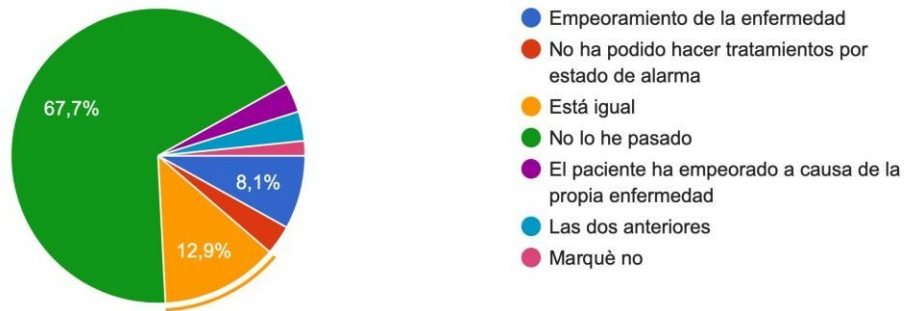 67,7%
8,1%
12,9%
Empeoramiento de la enfermedad
No ha podido hacer tratamientos por
estado de alarma
Está igual
No lo he pasado
El paciente ha empeorado a causa de la
propia enfermedad
Las dos anteriores
Marquè no